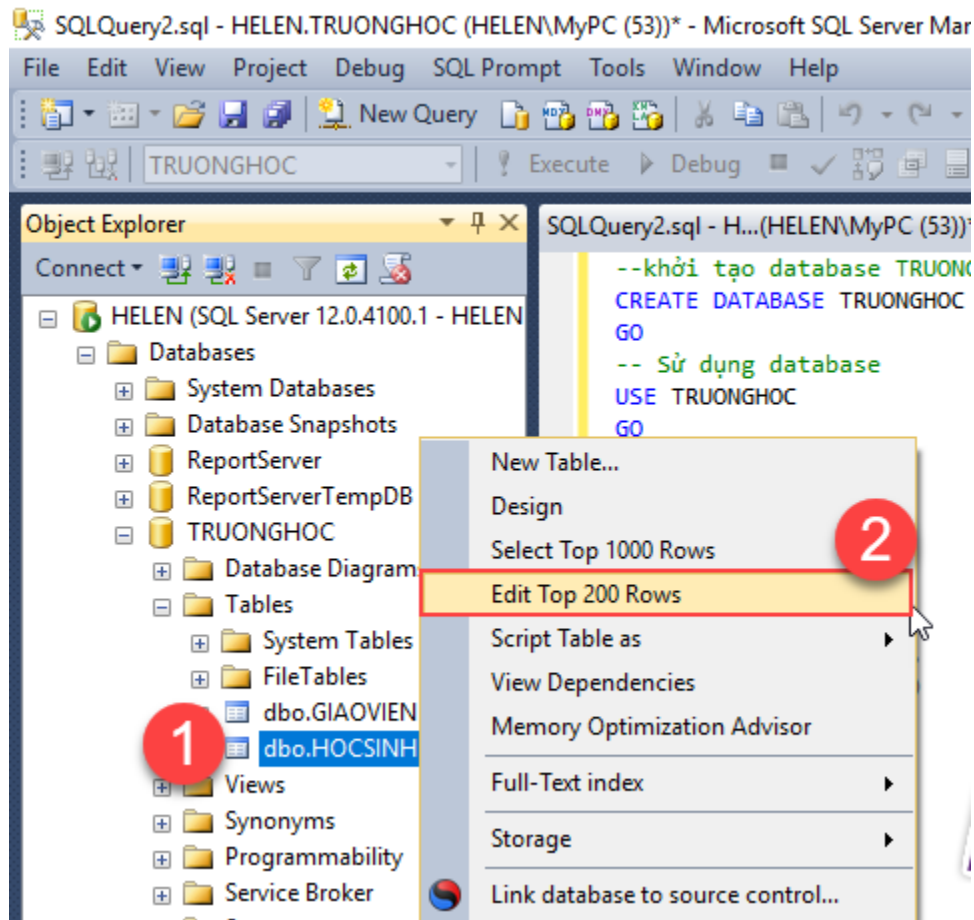 SQLQuery2.sql - HELEN.TRUONGHOC (HELEN\MyPC (53))* - Microsoft SQL Server Mar
File Edit View Project Debug SQL Prompt Tools Window Help
New Query
TRUONGHOC
Execute
Debug
Object Explorer
Connect
HELEN (SQL Server 12.0.4100.1 - HELEN
Databases
System Databases
Database Snapshots
ReportServer
ReportServerTempDB
TRUONGHOC
Database Diagram
Tables
System Tables
FileTables
dbo.GIAOVIEN
1
dbo.HOCSINH
Views
Synonyms
Programmability
Service Broker
SQLQuery2.sql - H...(HELEN\MyPC (53))*
--khởi tạo database TRUONG
CREATE DATABASE TRUONGHOC
GO
-- Sử dụng database
USE TRUONGHOC
GO
New Table...
Design
Select Top 1000 Rows
2
Edit Top 200 Rows
Script Table as
View Dependencies
Memory Optimization Advisor
Full-Text index
Storage
Link database to source control...